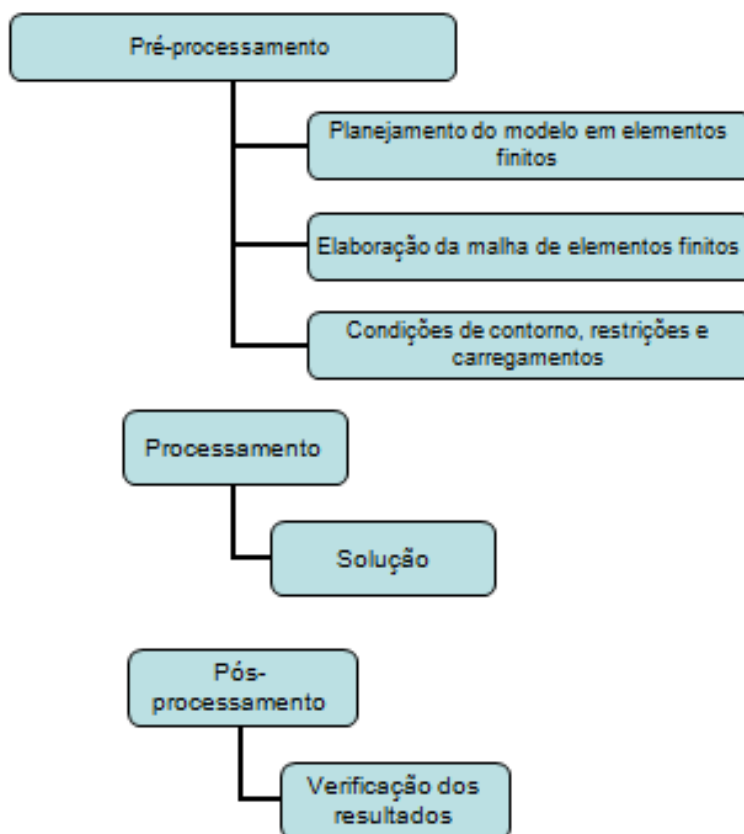 Pré-processamento
Planejamento do modelo em elementos
finitos
Elaboração da malha de elementos finitos
Condições de contorno, restrições e
carregamentos
Processamento
Solução
Pós-
processamento
Verificação dos
resultados